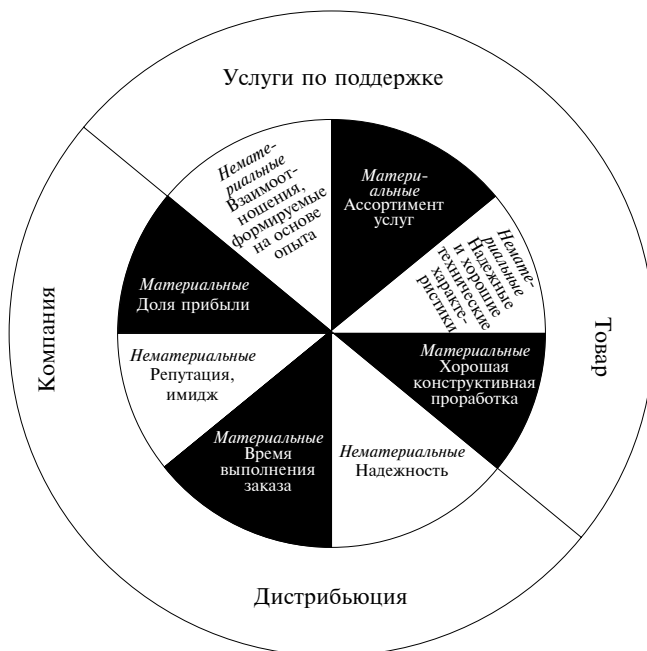 Услуги по поддержке
Немате-
риальные
Взаимоот-
ношения,
формируемые
на основе
опыта
Матери-
альные
Ассортимент
услуг
Немате-
риальные
Надежные
и хорошие
технические
характе-
ристики
Товар
Материальные
Хорошая
конструктивная
проработка
Нематериальные
Надежность
Дистрибьюция
Материальные
Время
выполнения
заказа
Нематериальные
Репутация,
имидж
Компания
Материальные
Доля прибыли